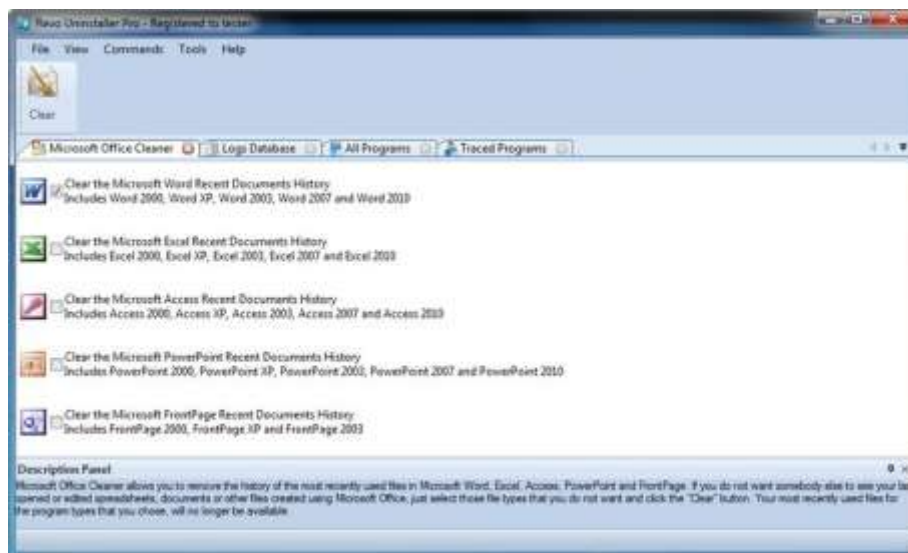 Revo Uninstaller Pro - Registered to tester
File View Commands Tools Help
Clear
Microsoft Office Cleaner Logs Database All Programs Traced Programs
Clear the Microsoft Word Recent Documents History
Includes Word 2000, Word XP, Word 2003, Word 2007 and Word 2010
Clear the Microsoft Excel Recent Documents History
Includes Excel 2000, Excel XP, Excel 2003, Excel 2007 and Excel 2010
Clear the Microsoft Access Recent Documents History
Includes Access 2000, Access XP, Access 2003, Access 2007 and Access 2010
Clear the Microsoft PowerPoint Recent Documents History
Includes PowerPoint 2000, PowerPoint XP, PowerPoint 2003, PowerPoint 2007 and PowerPoint 2010
Clear the Microsoft FrontPage Recent Documents History
Includes FrontPage 2000, FrontPage XP and FrontPage 2003
Description Panel
Microsoft Office Cleaner allows you to remove the history of the most recently used files in Microsoft Word, Excel, Access, PowerPoint and FrontPage. If you do not want somebody else to see your
opened or edited spreadsheets, documents or other files created using Microsoft Office, just select those file types that you do not want and click the "Clear" button. Your most recently used files for
the program types that you chose, will no longer be available.